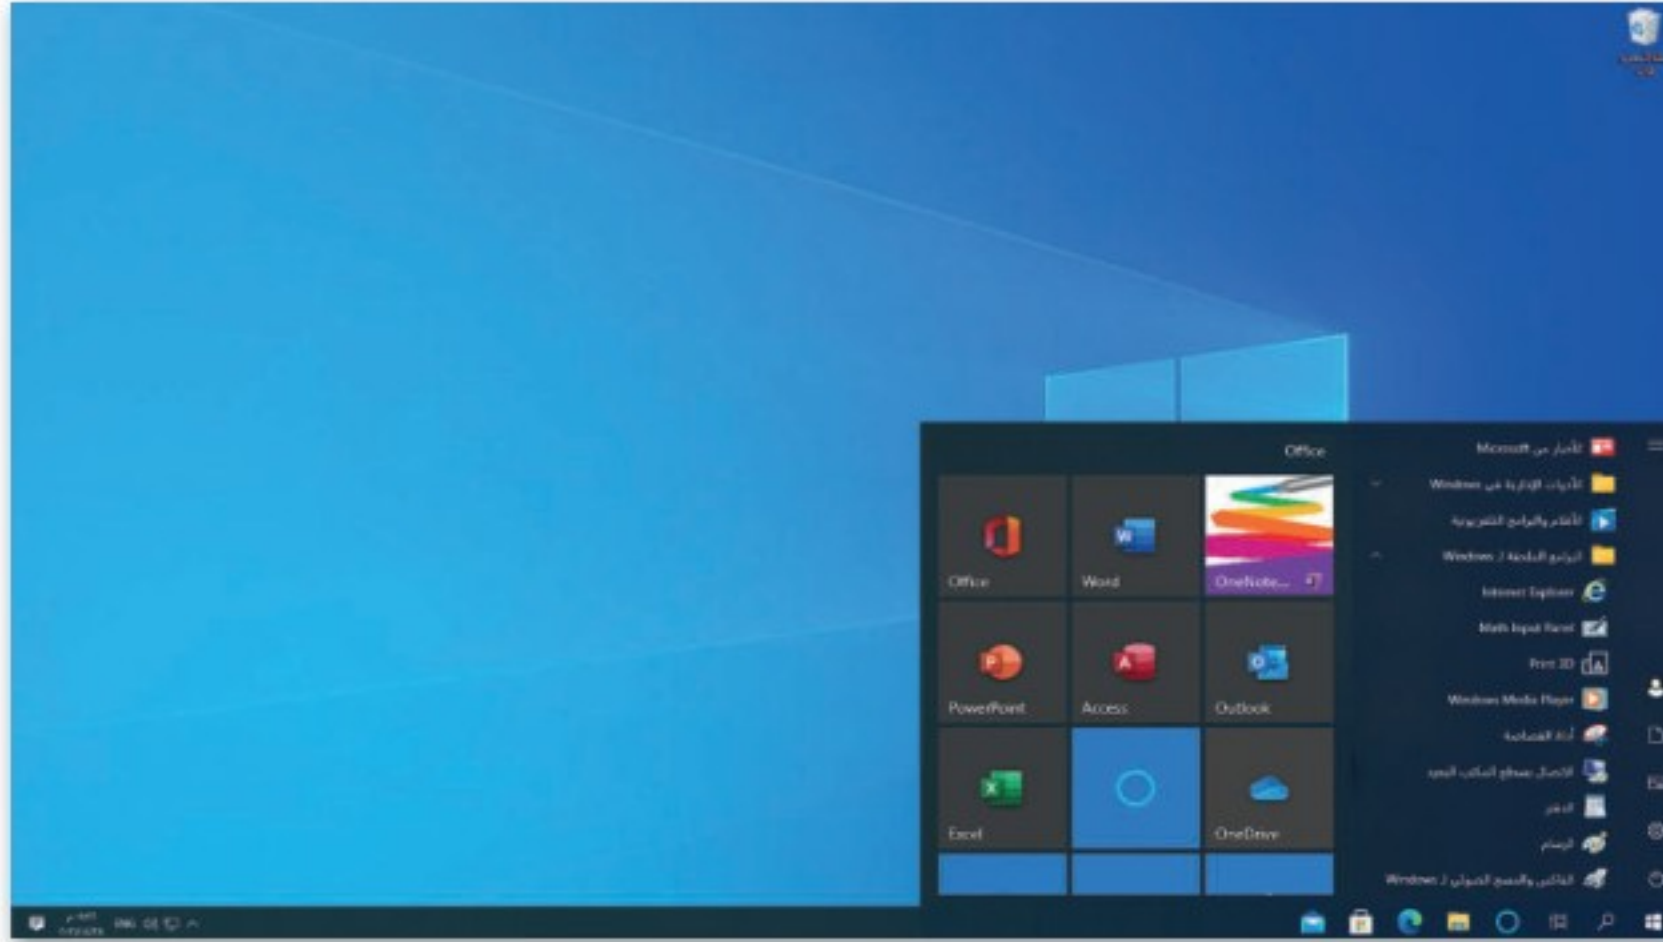 الأخبار من Microsoft
الأدوات الإدارية في Windows
الأفلام والبرامج التلفزيونية
البرامج الملحقة لـ Windows
Internet Explorer
Math Input Panel
Print 3D
Windows Media Player
أداة القصاصة
الاتصال بسطح المكتب البعيد
الدفتر
الرسام
الفاكس والمسح الضوئي لـ Windows
Office
OneNote...
Word
Office
Outlook
Access
PowerPoint
OneDrive
Excel
ENG